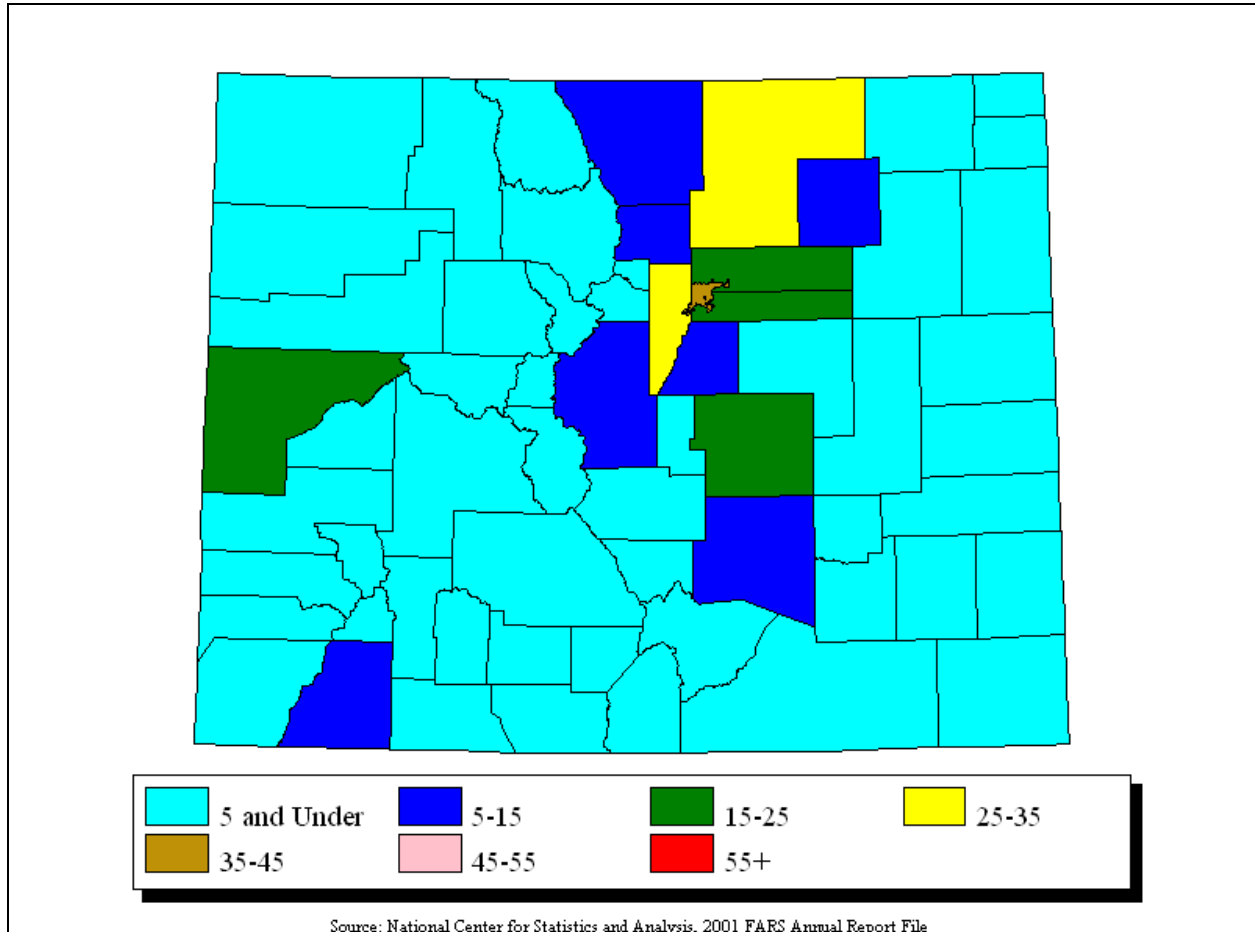 5 and Under 5-15 15-25 25-35
35-45 45-55 55+
Source: National Center for Statistics and Analysis, 2001 FARS Annual Report File